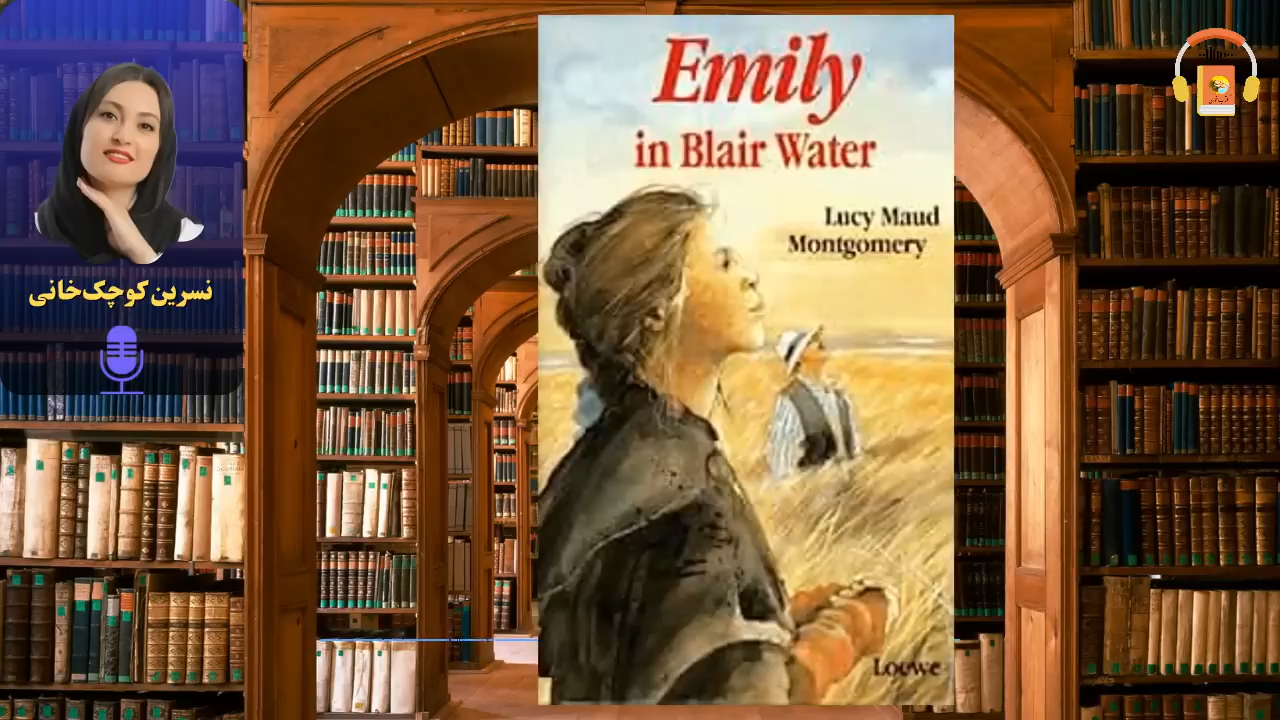 Emily
in Blair Water
Lucy Maud
Montgomery
نسرین کوچک‌خانی
Loewe